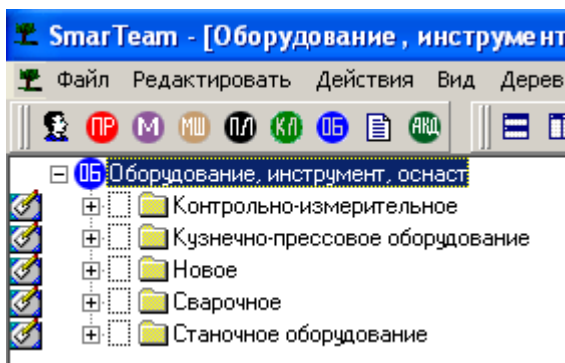 SmarTeam - [Оборудование, инструмент
Файл Редактировать Действия Вид Дерев
ПР М МШ ПЛ КЛ ОБ АКД
ОБ Оборудование, инструмент, оснаст
Контрольно-измерительное
Кузнечно-прессовое оборудование
Новое
Сварочное
Станочное оборудование